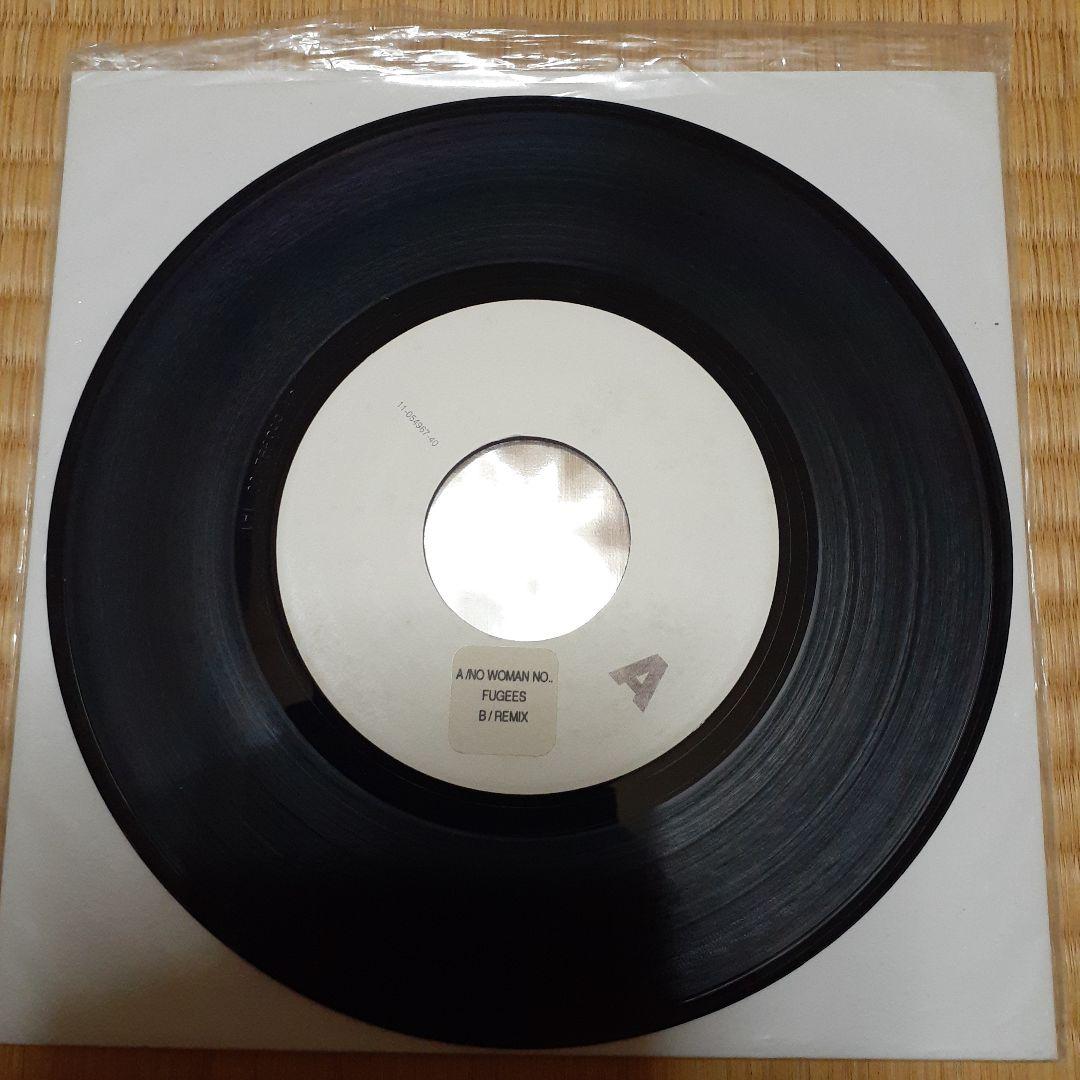 11-054967-40
A /NO WOMAN NO..
FUGEES
B / REMIX
A